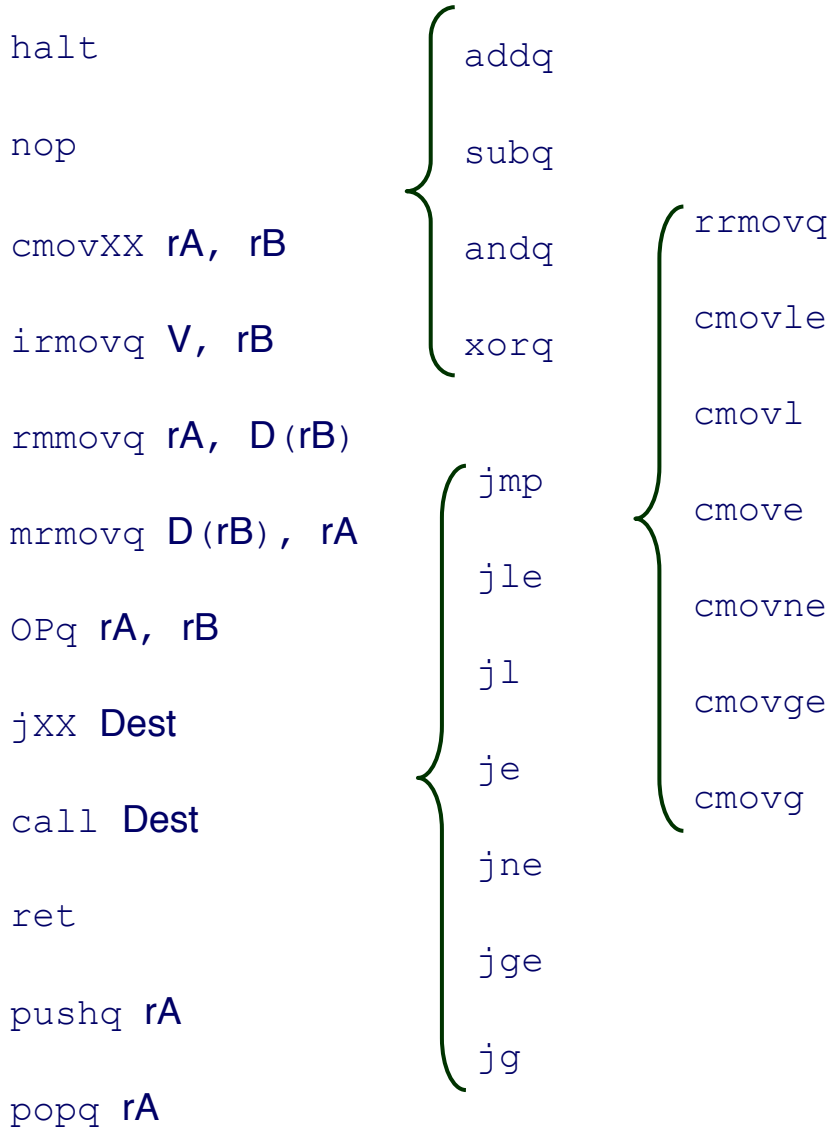 halt
nop
cmovXX rA, rB
irmovq V, rB
rmmovq rA, D(rB)
mrmovq D(rB), rA
OPq rA, rB
jXX Dest
call Dest
ret
pushq rA
popq rA
addq
subq
andq
xorq
jmp
jle
jl
je
jne
jge
jg
rrmovq
cmovle
cmovl
cmove
cmovne
cmovge
cmovg